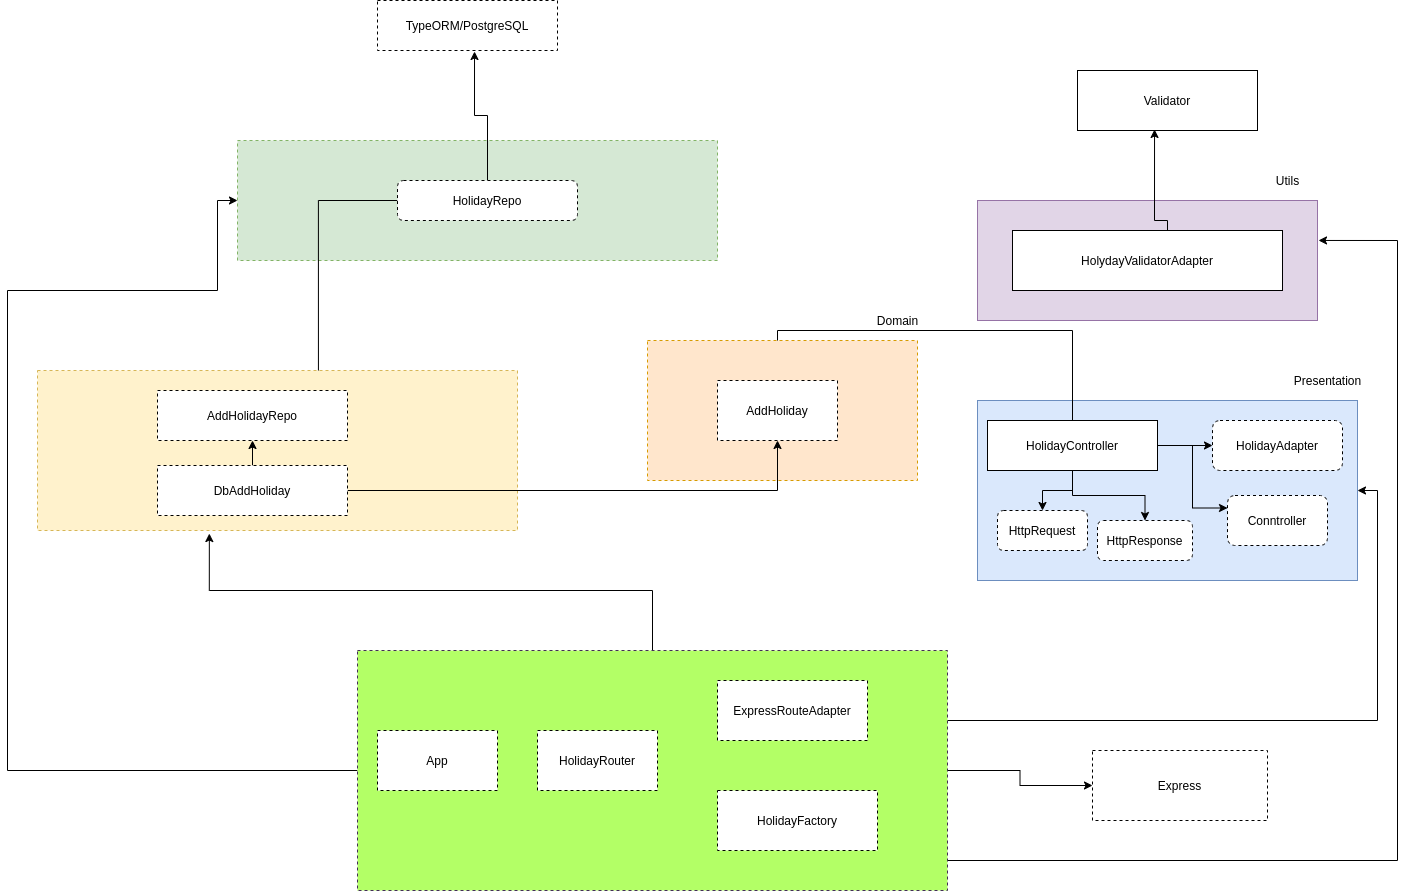 TypeORM/PostgreSQL
Validator
Utils
HolidayRepo
HolydayValidatorAdapter
Domain
Presentation
AddHolidayRepo
AddHoliday
HolidayController
HolidayAdapter
DbAddHoliday
HttpRequest
HttpResponse
Conntroller
ExpressRouteAdapter
App
HolidayRouter
Express
HolidayFactory